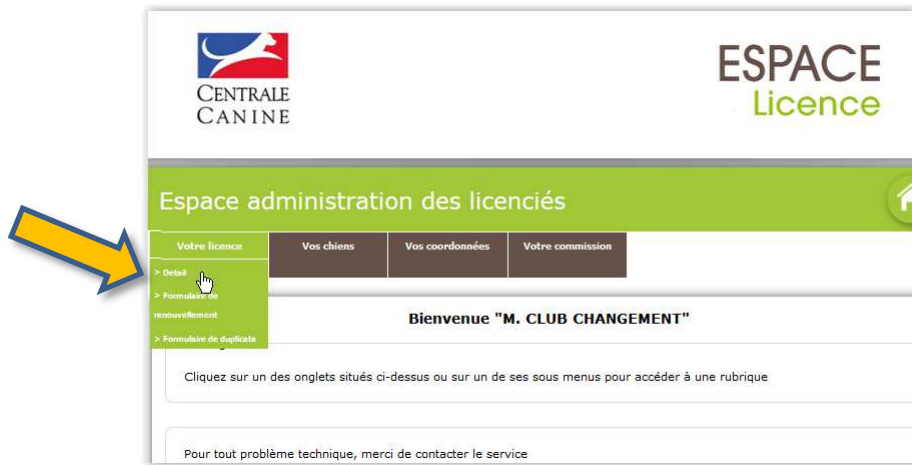 CENTRALE
CANINE
ESPACE
Licence
Espace administration des licenciés
Votre licence
Vos chiens
Vos coordonnées
Votre commission
> Detail
> Formulaire de
renouvellement
> Formulaire de duplicata
Bienvenue "M. CLUB CHANGEMENT"
Cliquez sur un des onglets situés ci-dessus ou sur un de ses sous menus pour accéder à une rubrique
Pour tout problème technique, merci de contacter le service